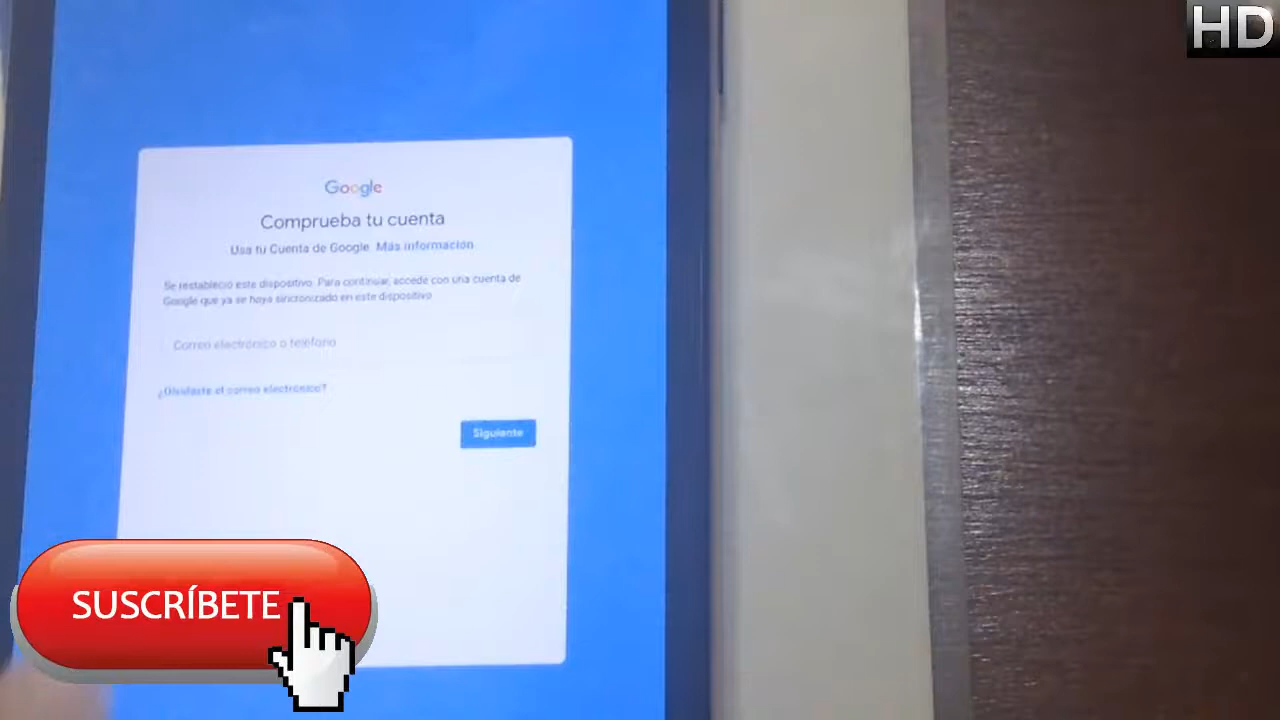 HD
Google
Comprueba tu cuenta
Usa tu Cuenta de Google. Más información
Se restableció este dispositivo. Para continuar, accede con una cuenta de
Google que ya se haya sincronizado en este dispositivo
Correo electrónico o teléfono
¿Olvidaste el correo electrónico?
Siguiente
SUSCRÍBETE